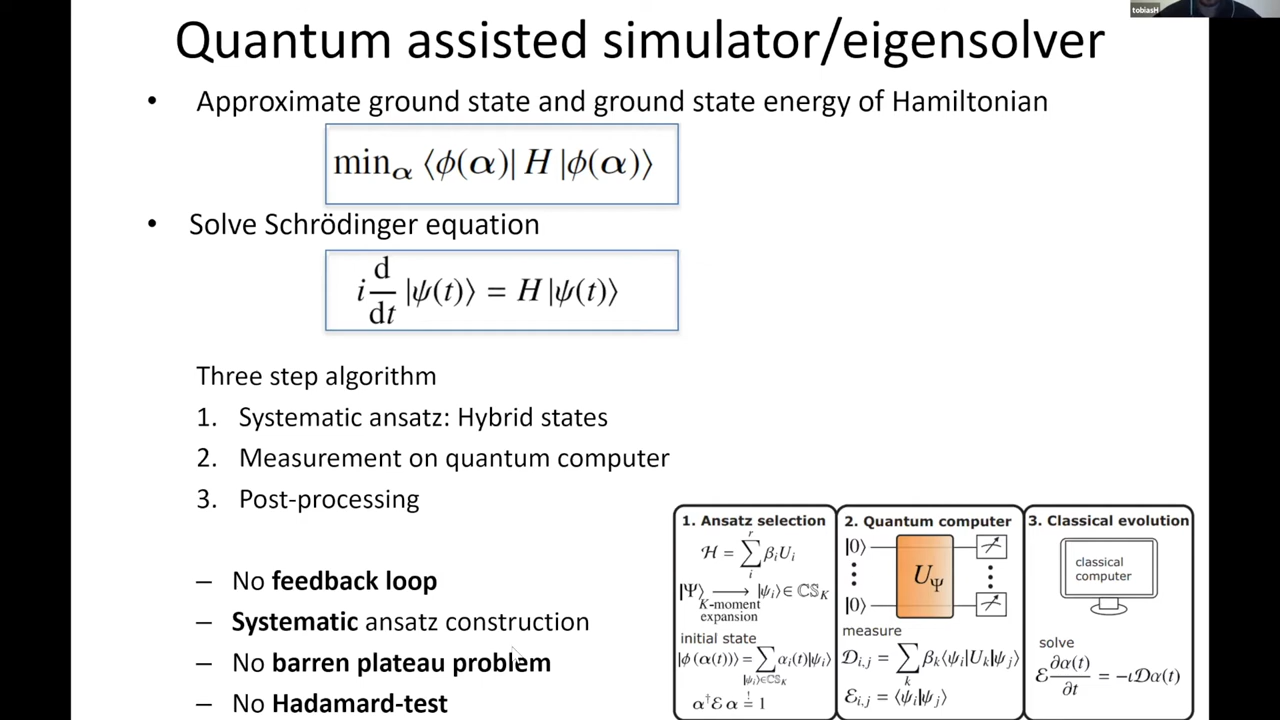 tobiasH
Quantum assisted simulator/eigensolver
• Approximate ground state and ground state energy of Hamiltonian
min_α ⟨ϕ(α)| H |ϕ(α)⟩
• Solve Schrödinger equation
i d/dt |ψ(t)⟩ = H |ψ(t)⟩
Three step algorithm
1. Systematic ansatz: Hybrid states
2. Measurement on quantum computer
3. Post-processing
– No feedback loop
– Systematic ansatz construction
– No barren plateau problem
– No Hadamard-test
1. Ansatz selection
ℋ = ∑_i^r β_i U_i
|Ψ⟩ ⟶ |ψ_i⟩ ∈ ℂ𝕊_K
K-moment
expansion
initial state
|ϕ(α(t))⟩ = ∑ α_i(t)|ψ_i⟩
|ψ_i⟩∈ℂ𝕊_K
α†ℰ α =! 1
2. Quantum computer
|0⟩
⋮ U_Ψ ⋮
|0⟩
measure
𝒟_{i,j} = ∑_k β_k⟨ψ_i|U_k|ψ_j⟩
ℰ_{i,j} = ⟨ψ_i|ψ_j⟩
3. Classical evolution
classical
computer
solve
ℰ ∂α(t)/∂t = −ι𝒟α(t)